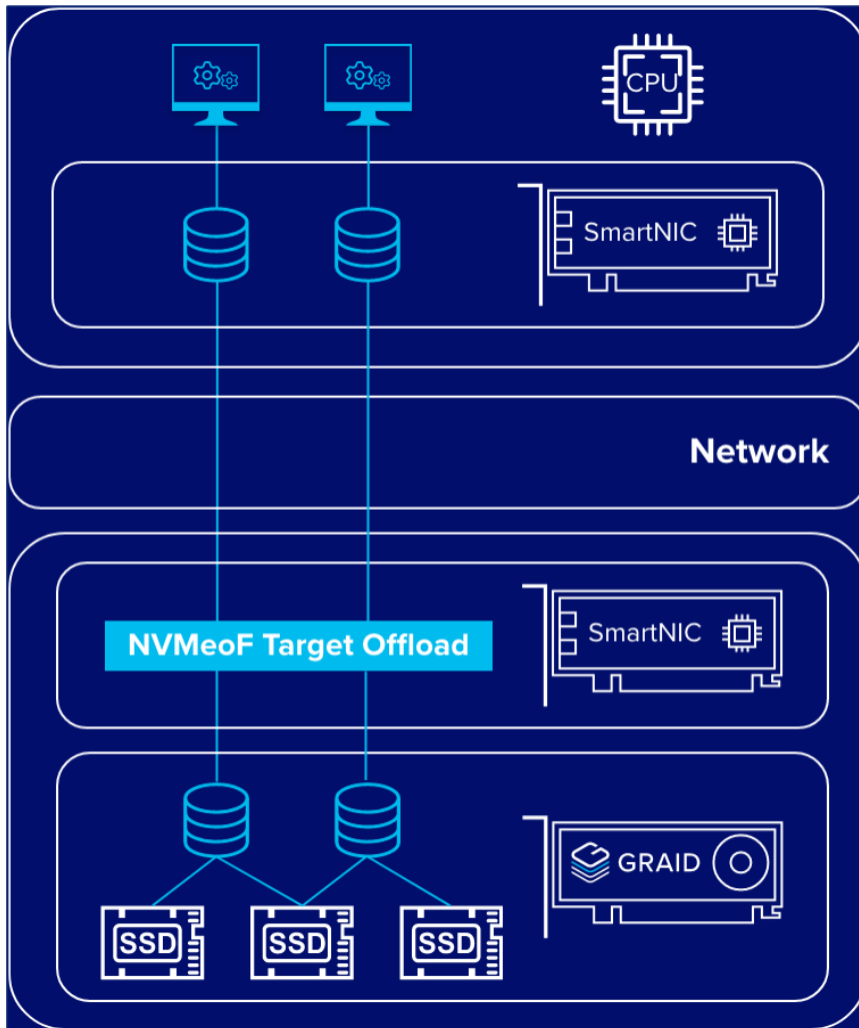 CPU
SmartNIC
Network
NVMeoF Target Offload
SmartNIC
GRAID
SSD
SSD
SSD